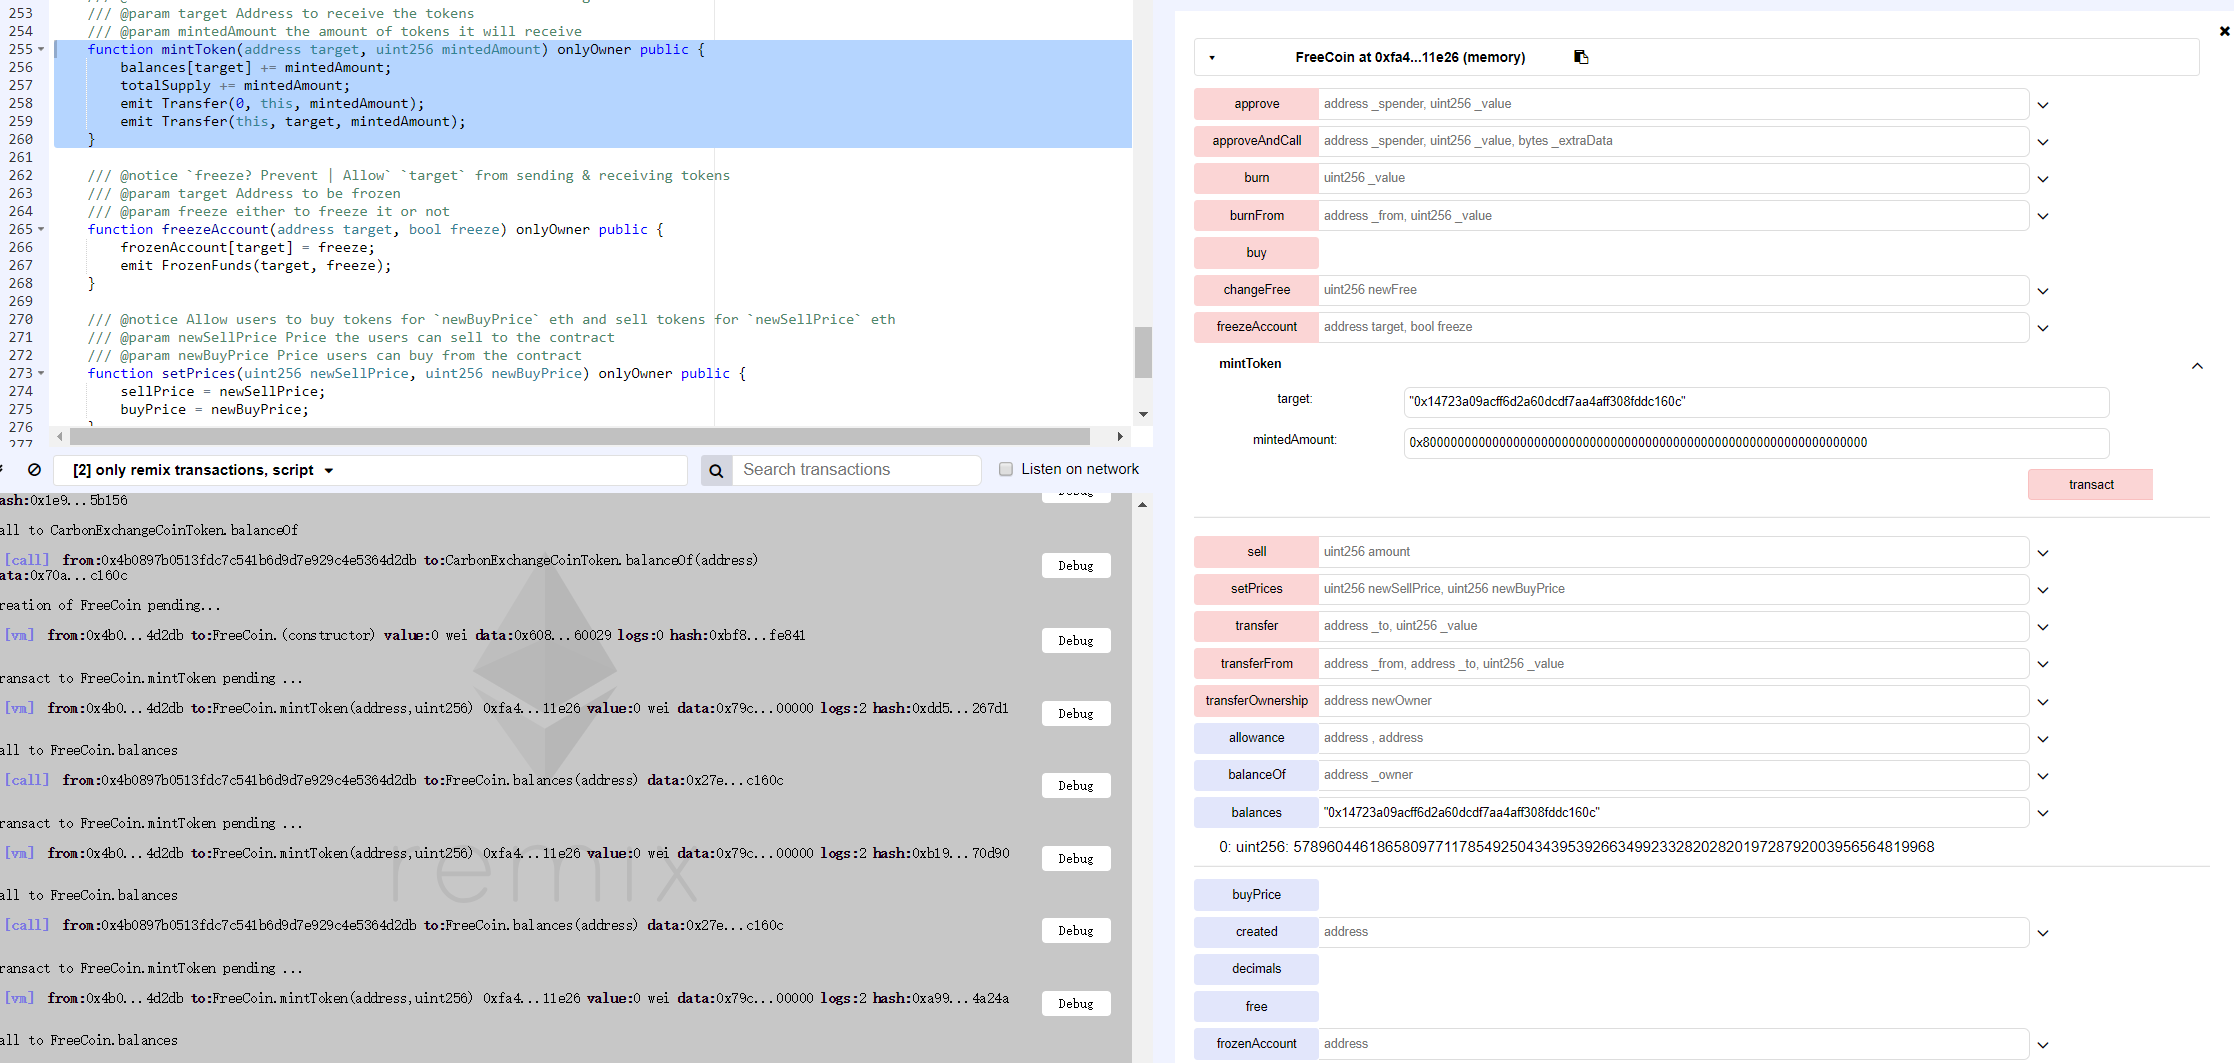 253 /// @param target Address to receive the tokens
254 /// @param mintedAmount the amount of tokens it will receive
255 function mintToken(address target, uint256 mintedAmount) onlyOwner public {
256 balances[target] += mintedAmount;
257 totalSupply += mintedAmount;
258 emit Transfer(0, this, mintedAmount);
259 emit Transfer(this, target, mintedAmount);
260 }
261
262 /// @notice `freeze? Prevent | Allow` `target` from sending & receiving tokens
263 /// @param target Address to be frozen
264 /// @param freeze either to freeze it or not
265 function freezeAccount(address target, bool freeze) onlyOwner public {
266 frozenAccount[target] = freeze;
267 emit FrozenFunds(target, freeze);
268 }
269
270 /// @notice Allow users to buy tokens for `newBuyPrice` eth and sell tokens for `newSellPrice` eth
271 /// @param newSellPrice Price the users can sell to the contract
272 /// @param newBuyPrice Price users can buy from the contract
273 function setPrices(uint256 newSellPrice, uint256 newBuyPrice) onlyOwner public {
274 sellPrice = newSellPrice;
275 buyPrice = newBuyPrice;
276 }
277
[2] only remix transactions, script
Search transactions
Listen on network
ash:0x1e9...5b156
Debug
all to CarbonExchangeCoinToken.balanceOf
[call] from:0x4b0897b0513fdc7c541b6d9d7e929c4e5364d2db to:CarbonExchangeCoinToken.balanceOf(address)
ata:0x70a...c160c
Debug
reation of FreeCoin pending...
[vm] from:0x4b0...4d2db to:FreeCoin.(constructor) value:0 wei data:0x608...60029 logs:0 hash:0xbf8...fe841
Debug
ransact to FreeCoin.mintToken pending ...
[vm] from:0x4b0...4d2db to:FreeCoin.mintToken(address,uint256) 0xfa4...11e26 value:0 wei data:0x79c...00000 logs:2 hash:0xdd5...267d1
Debug
all to FreeCoin.balances
[call] from:0x4b0897b0513fdc7c541b6d9d7e929c4e5364d2db to:FreeCoin.balances(address) data:0x27e...c160c
Debug
ransact to FreeCoin.mintToken pending ...
[vm] from:0x4b0...4d2db to:FreeCoin.mintToken(address,uint256) 0xfa4...11e26 value:0 wei data:0x79c...00000 logs:2 hash:0xb19...70d90
Debug
remix
all to FreeCoin.balances
[call] from:0x4b0897b0513fdc7c541b6d9d7e929c4e5364d2db to:FreeCoin.balances(address) data:0x27e...c160c
Debug
ransact to FreeCoin.mintToken pending ...
[vm] from:0x4b0...4d2db to:FreeCoin.mintToken(address,uint256) 0xfa4...11e26 value:0 wei data:0x79c...00000 logs:2 hash:0xa99...4a24a
Debug
all to FreeCoin.balances
FreeCoin at 0xfa4...11e26 (memory)
approve address _spender, uint256 _value
approveAndCall address _spender, uint256 _value, bytes _extraData
burn uint256 _value
burnFrom address _from, uint256 _value
buy
changeFree uint256 newFree
freezeAccount address target, bool freeze
mintToken
target: "0x14723a09acff6d2a60dcdf7aa4aff308fddc160c"
mintedAmount: 0x8000000000000000000000000000000000000000000000000000000000000000
transact
sell uint256 amount
setPrices uint256 newSellPrice, uint256 newBuyPrice
transfer address _to, uint256 _value
transferFrom address _from, address _to, uint256 _value
transferOwnership address newOwner
allowance address , address
balanceOf address _owner
balances "0x14723a09acff6d2a60dcdf7aa4aff308fddc160c"
0: uint256: 57896044618658097711785492504343953926634992332820282019728792003956564819968
buyPrice
created address
decimals
free
frozenAccount address